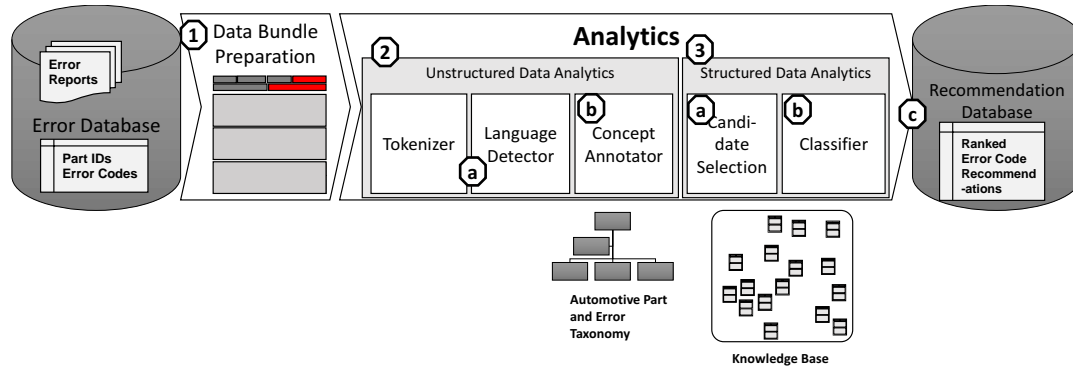 Error
Reports
Error Database
Part IDs
Error Codes
1
Data Bundle
Preparation
Analytics
2
Unstructured Data Analytics
Tokenizer
a
Language
Detector
b
Concept
Annotator
3
Structured Data Analytics
a
Candi-
date
Selection
b
Classifier
c
Recommendation
Database
Ranked
Error Code
Recommend
-ations
Automotive Part
and Error
Taxonomy
Knowledge Base